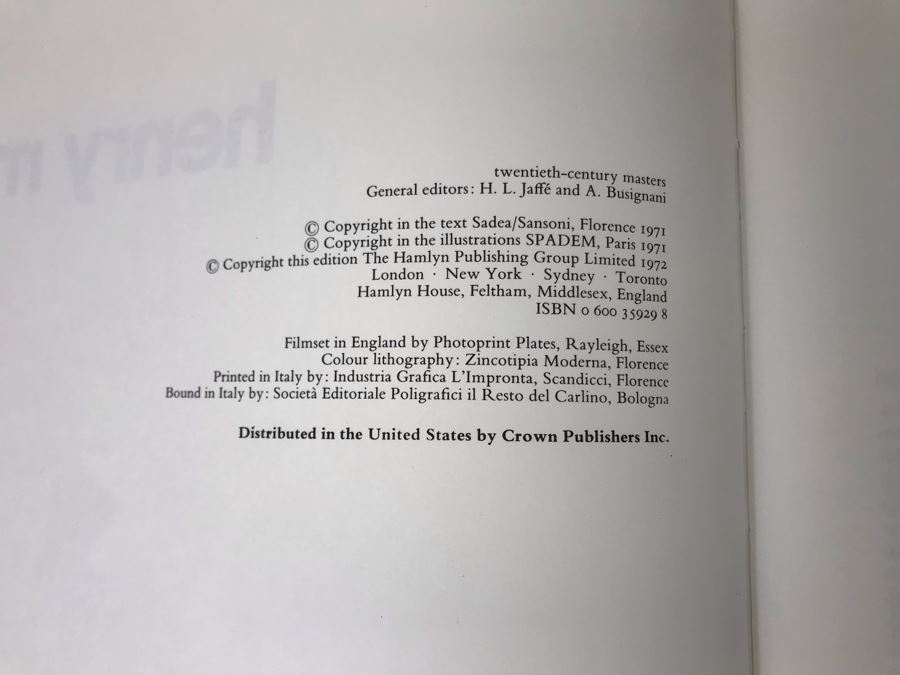 henry m
twentieth-century masters
General editors: H. L. Jaffé and A. Busignani
© Copyright in the text Sadea/Sansoni, Florence 1971
© Copyright in the illustrations SPADEM, Paris 1971
© Copyright this edition The Hamlyn Publishing Group Limited 1972
London · New York · Sydney · Toronto
Hamlyn House, Feltham, Middlesex, England
ISBN 0 600 35929 8
Filmset in England by Photoprint Plates, Rayleigh, Essex
Colour lithography: Zincotipia Moderna, Florence
Printed in Italy by: Industria Grafica L'Impronta, Scandicci, Florence
Bound in Italy by: Società Editoriale Poligrafici il Resto del Carlino, Bologna
Distributed in the United States by Crown Publishers Inc.